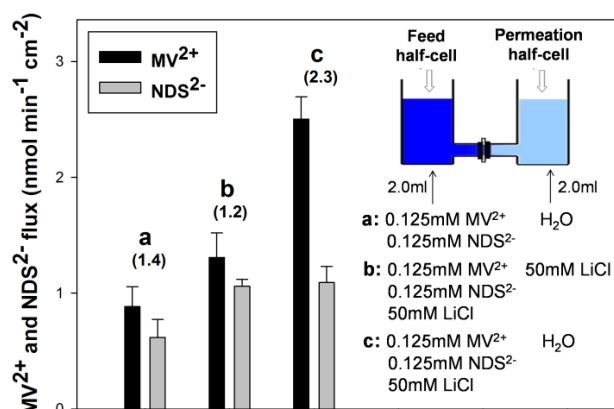 MV²⁺ and NDS²⁻ flux (nmol min⁻¹ cm⁻²)
3
2
1
0
MV²⁺
NDS²⁻
a
(1.4)
b
(1.2)
c
(2.3)
Feed
half-cell
Permeation
half-cell
2.0ml
2.0ml
a: 0.125mM MV²⁺ H₂O
0.125mM NDS²⁻
b: 0.125mM MV²⁺ 50mM LiCl
0.125mM NDS²⁻
50mM LiCl
c: 0.125mM MV²⁺ H₂O
0.125mM NDS²⁻
50mM LiCl